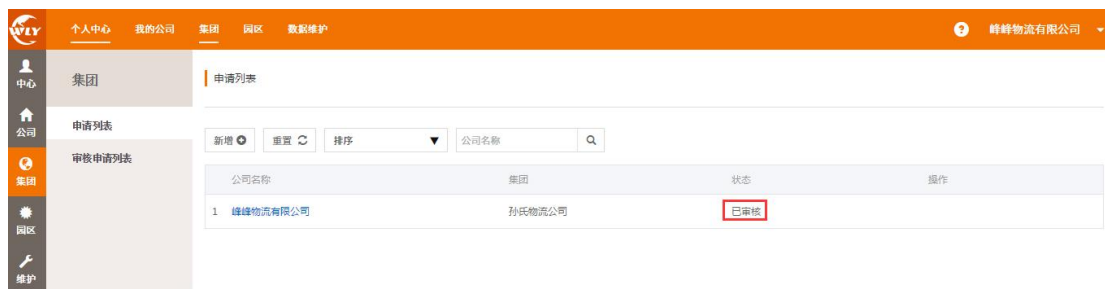 WLY 个人中心 我的公司 集团 园区 数据维护 ? 峰峰物流有限公司
中心
公司
集团
园区
维护
集团
申请列表
审核申请列表
申请列表
新增 重置 排序 公司名称
公司名称 集团 状态 操作
1 峰峰物流有限公司 孙氏物流公司 已审核